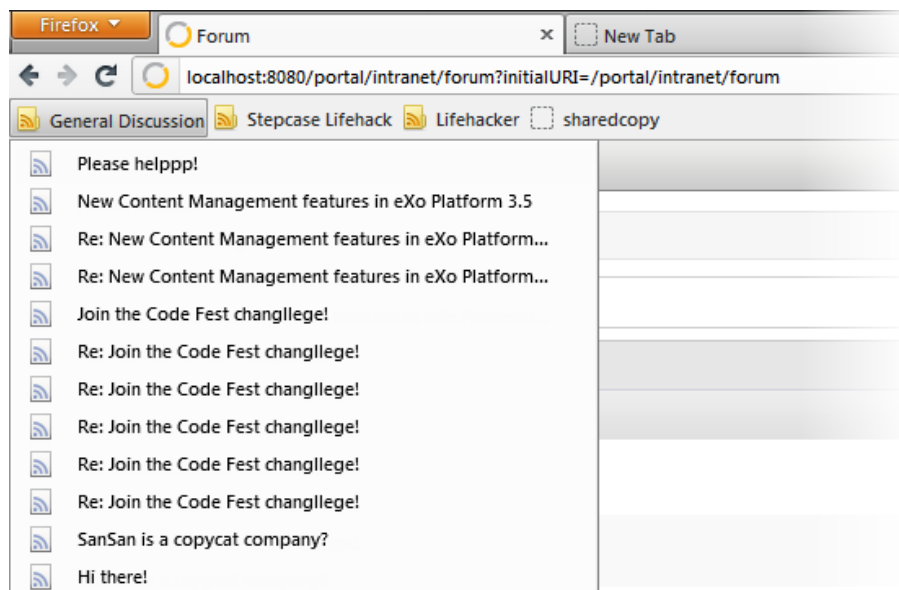 Firefox
Forum
New Tab
localhost:8080/portal/intranet/forum?initialURI=/portal/intranet/forum
General Discussion Stepcase Lifehack Lifehacker sharedcopy
Please helppp!
New Content Management features in eXo Platform 3.5
Re: New Content Management features in eXo Platform...
Re: New Content Management features in eXo Platform...
Join the Code Fest changllege!
Re: Join the Code Fest changllege!
Re: Join the Code Fest changllege!
Re: Join the Code Fest changllege!
Re: Join the Code Fest changllege!
Re: Join the Code Fest changllege!
SanSan is a copycat company?
Hi there!